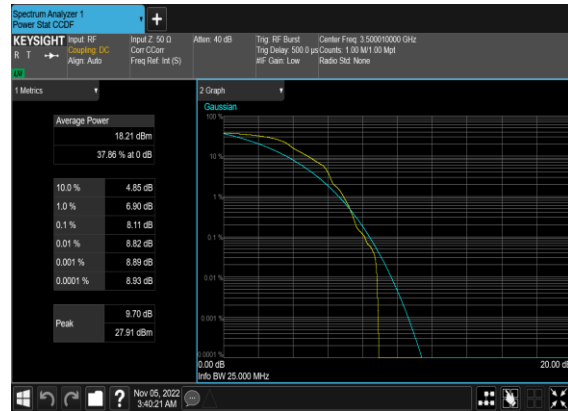 Spectrum Analyzer 1
Power Stat CCDF
KEYSIGHT
R T
LXI
Input: RF
Coupling: DC
Align: Auto
Input Z: 50 Ω
Corr CCorr
Freq Ref: Int (S)
Atten: 40 dB
Trig: RF Burst
Trig Delay: 500.0 µs
#IF Gain: Low
Center Freq: 3.500010000 GHz
Counts: 1.00 M/1.00 Mpt
Radio Std: None
1 Metrics
Average Power
18.21 dBm
37.86 % at 0 dB
10.0 % 4.85 dB
1.0 % 6.90 dB
0.1 % 8.11 dB
0.01 % 8.82 dB
0.001 % 8.89 dB
0.0001 % 8.93 dB
Peak
9.70 dB
27.91 dBm
2 Graph
Gaussian
100 %
10 %
1 %
0.1 %
0.01 %
0.001 %
0.0001 %
0.00 dB
20.00 dB
Info BW 25.000 MHz
?
Nov 05, 2022
3:40:21 AM